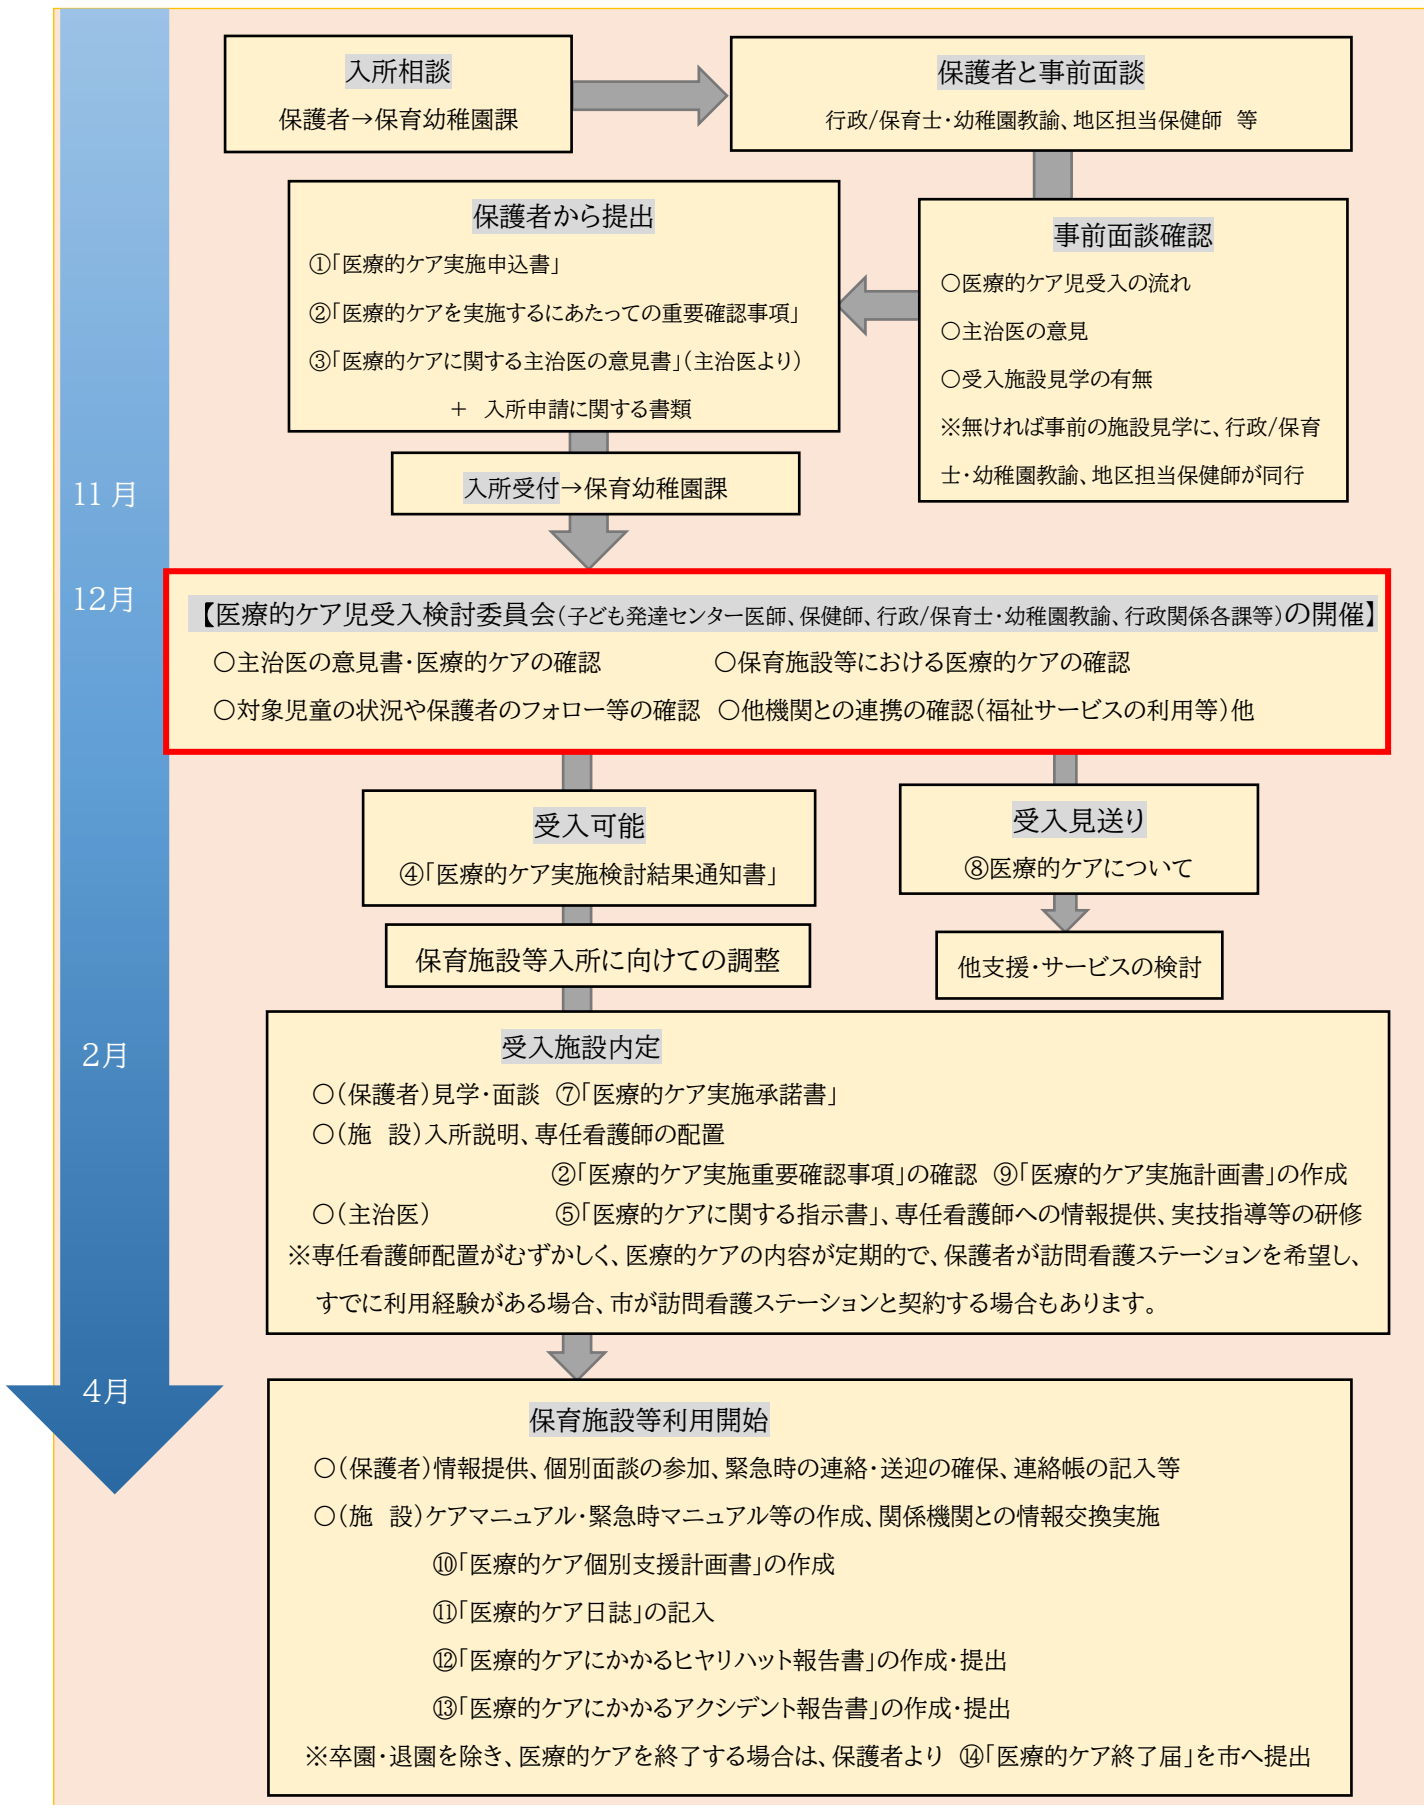 入所相談
保護者→保育幼稚園課
保護者と事前面談
行政/保育士・幼稚園教諭、地区担当保健師 等
事前面談確認
○医療的ケア児受入の流れ
○主治医の意見
○受入施設見学の有無
※無ければ事前の施設見学に、行政/保育
士・幼稚園教諭、地区担当保健師が同行
保護者から提出
①「医療的ケア実施申込書」
②「医療的ケアを実施するにあたっての重要確認事項」
③「医療的ケアに関する主治医の意見書」(主治医より)
＋ 入所申請に関する書類
11月
入所受付→保育幼稚園課
12月
【医療的ケア児受入検討委員会(子ども発達センター医師、保健師、行政/保育士・幼稚園教諭、行政関係各課等)の開催】
○主治医の意見書・医療的ケアの確認 ○保育施設等における医療的ケアの確認
○対象児童の状況や保護者のフォロー等の確認 ○他機関との連携の確認(福祉サービスの利用等)他
受入可能
④「医療的ケア実施検討結果通知書」
受入見送り
⑧医療的ケアについて
保育施設等入所に向けての調整
他支援・サービスの検討
2月
受入施設内定
○(保護者)見学・面談 ⑦「医療的ケア実施承諾書」
○(施 設)入所説明、専任看護師の配置
②「医療的ケア実施重要確認事項」の確認 ⑨「医療的ケア実施計画書」の作成
○(主治医) ⑤「医療的ケアに関する指示書」、専任看護師への情報提供、実技指導等の研修
※専任看護師配置がむずかしく、医療的ケアの内容が定期的で、保護者が訪問看護ステーションを希望し、
すでに利用経験がある場合、市が訪問看護ステーションと契約する場合もあります。
4月
保育施設等利用開始
○(保護者)情報提供、個別面談の参加、緊急時の連絡・送迎の確保、連絡帳の記入等
○(施 設)ケアマニュアル・緊急時マニュアル等の作成、関係機関との情報交換実施
⑩「医療的ケア個別支援計画書」の作成
⑪「医療的ケア日誌」の記入
⑫「医療的ケアにかかるヒヤリハット報告書」の作成・提出
⑬「医療的ケアにかかるアクシデント報告書」の作成・提出
※卒園・退園を除き、医療的ケアを終了する場合は、保護者より ⑭「医療的ケア終了届」を市へ提出